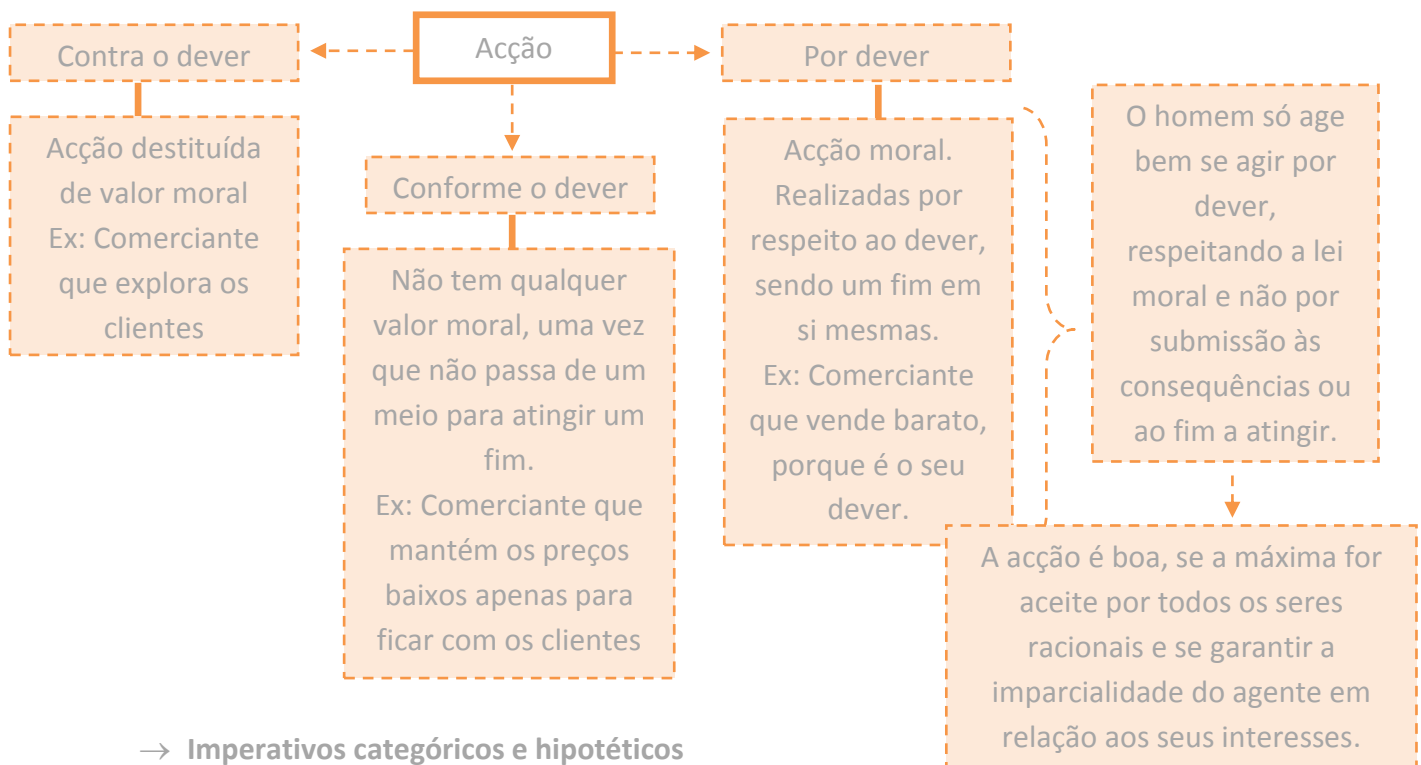 Acção
Contra o dever
Acção destituída
de valor moral
Ex: Comerciante
que explora os
clientes
Conforme o dever
Não tem qualquer
valor moral, uma vez
que não passa de um
meio para atingir um
fim.
Ex: Comerciante que
mantém os preços
baixos apenas para
ficar com os clientes
Por dever
Acção moral.
Realizadas por
respeito ao dever,
sendo um fim em
si mesmas.
Ex: Comerciante
que vende barato,
porque é o seu
dever.
O homem só age
bem se agir por
dever,
respeitando a lei
moral e não por
submissão às
consequências ou
ao fim a atingir.
A acção é boa, se a máxima for
aceite por todos os seres
racionais e se garantir a
imparcialidade do agente em
relação aos seus interesses.
→ Imperativos categóricos e hipotéticos